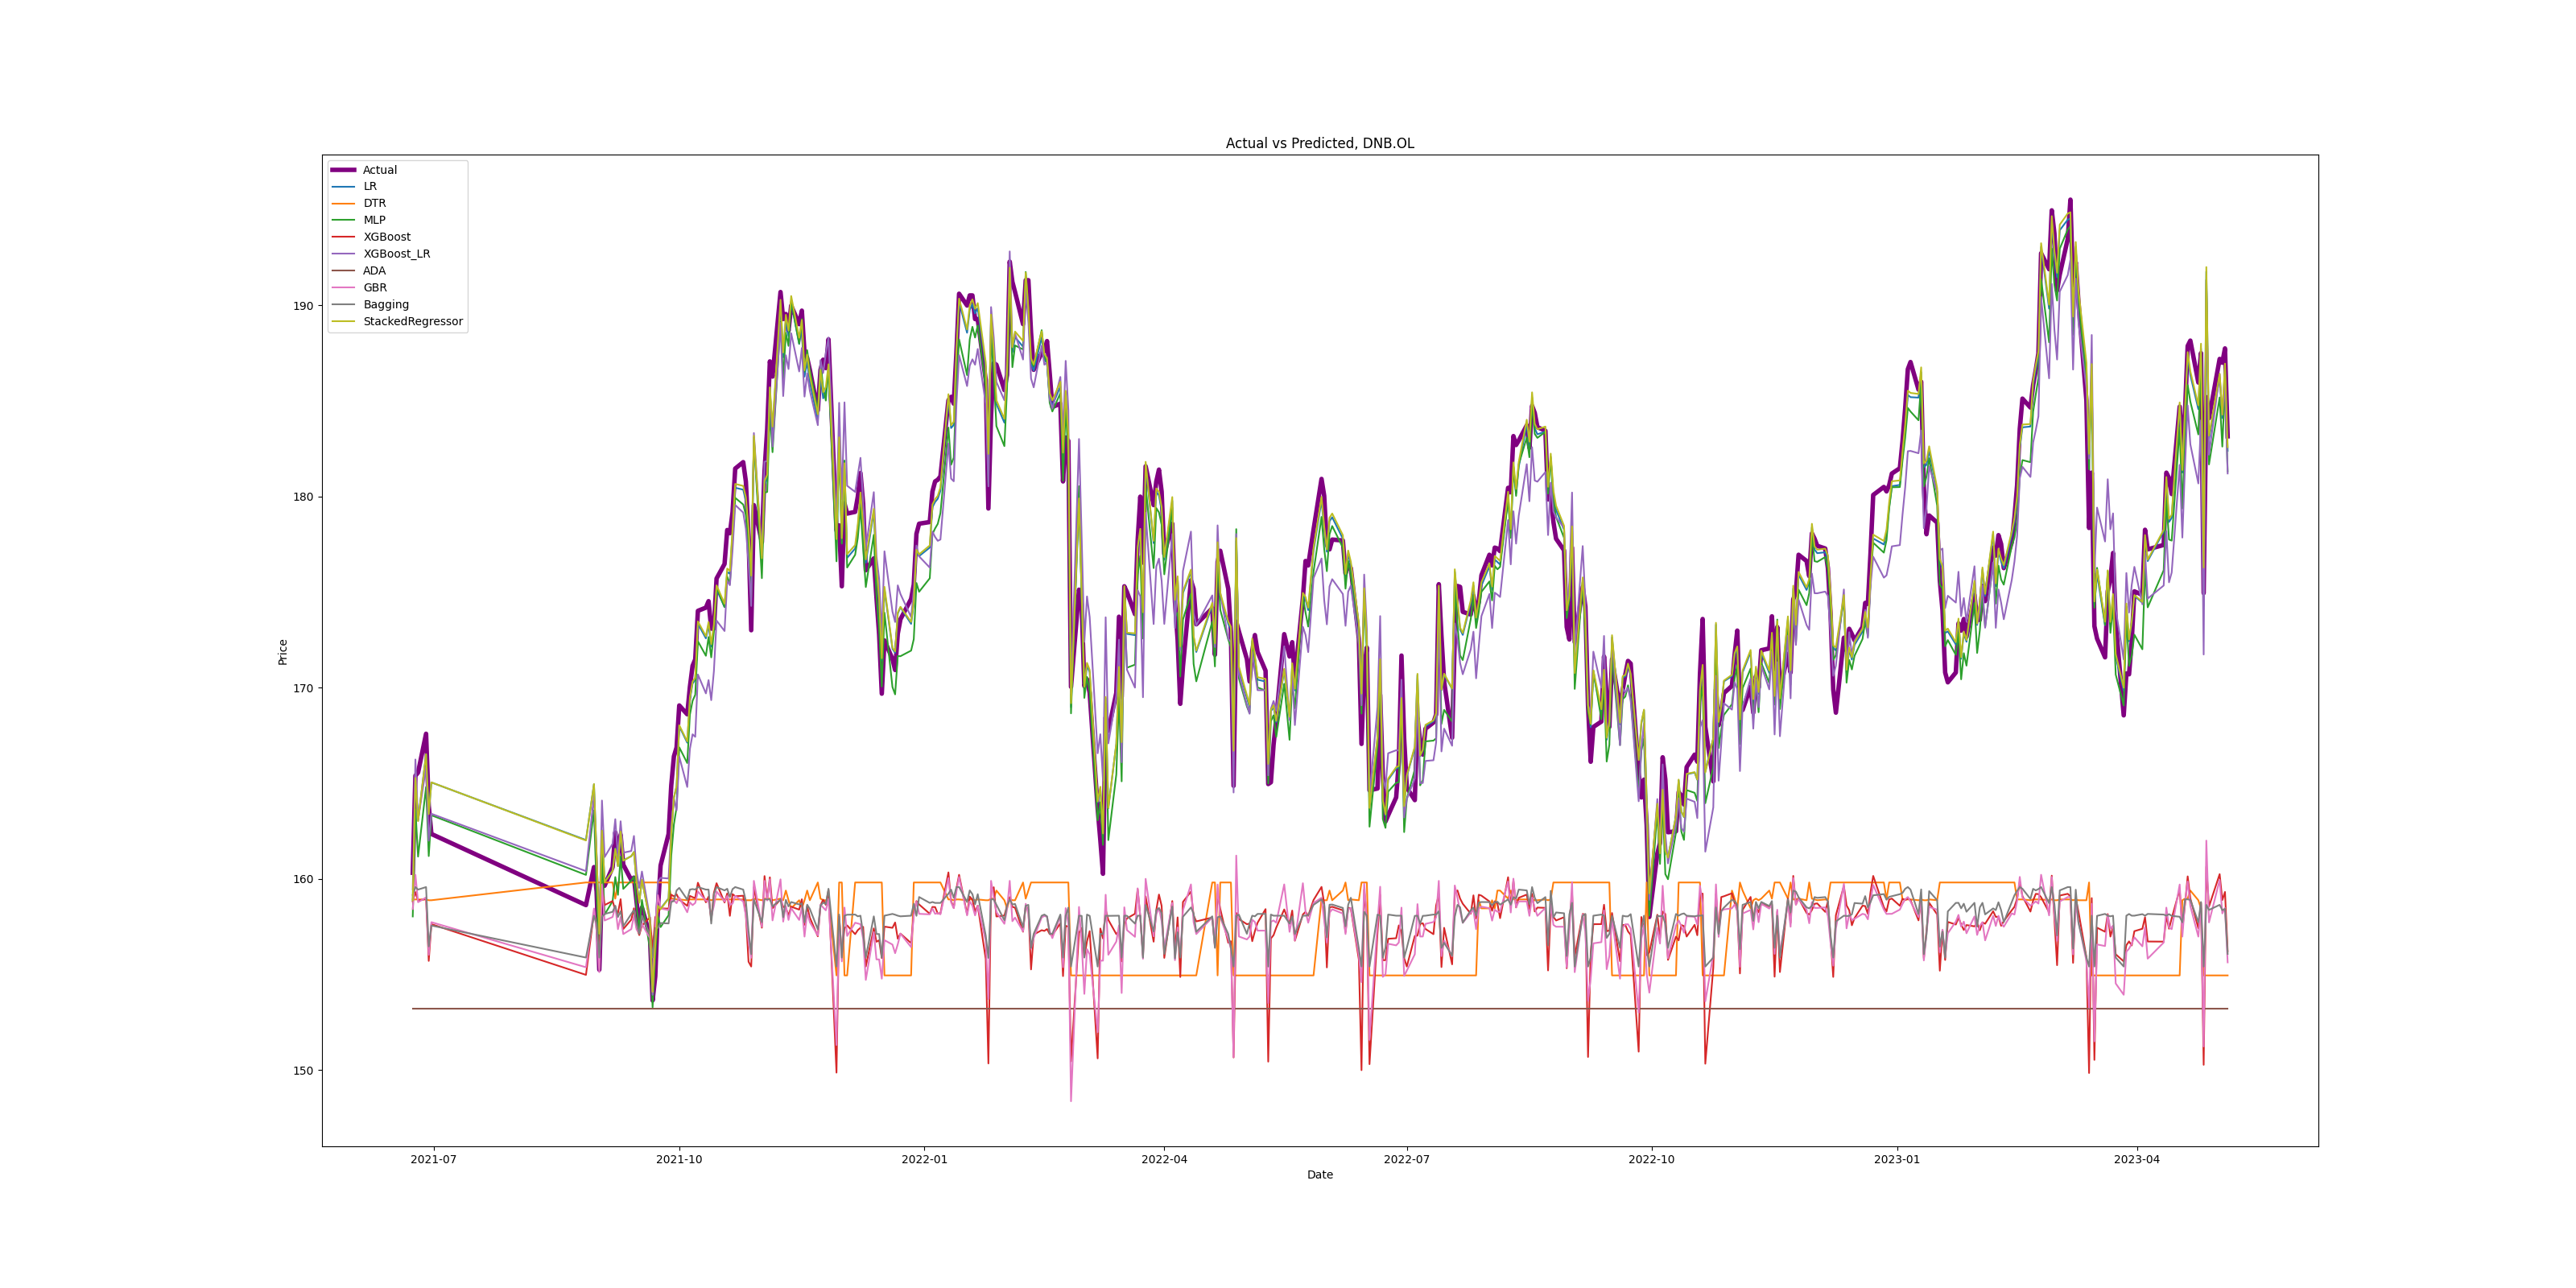 Actual vs Predicted, DNB.OL
Actual
LR
DTR
MLP
XGBoost
XGBoost_LR
ADA
GBR
Bagging
StackedRegressor
190
180
170
160
150
Price
2021-07 2021-10 2022-01 2022-04 2022-07 2022-10 2023-01 2023-04
Date